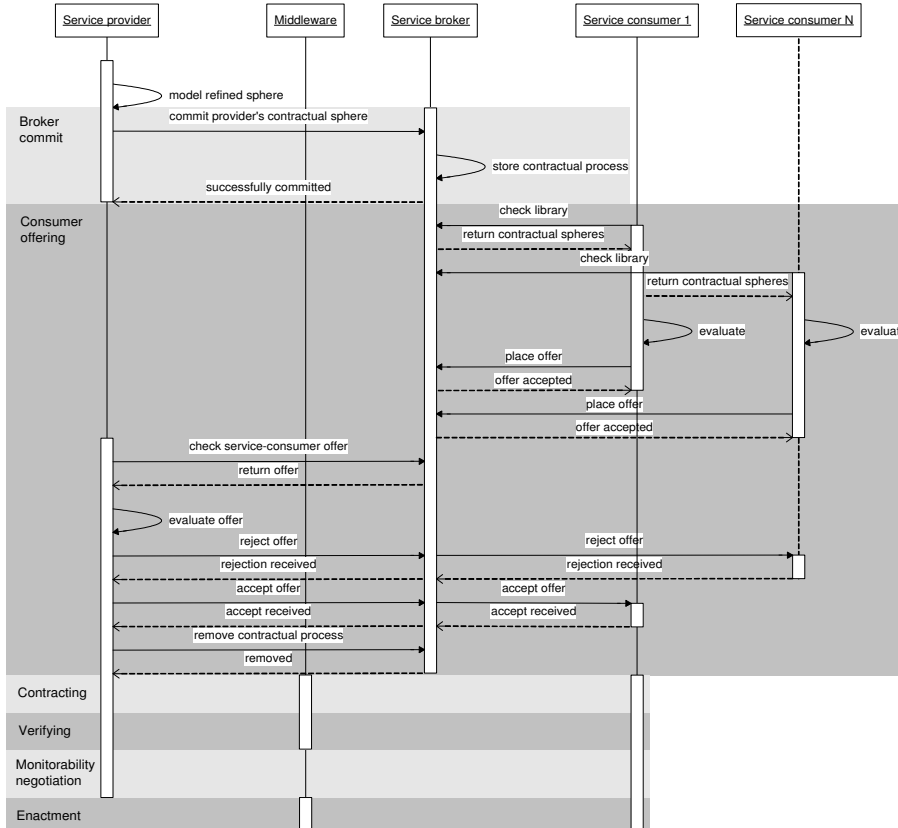 Service provider
Middleware
Service broker
Service consumer 1
Service consumer N
model refined sphere
Broker
commit
commit provider's contractual sphere
store contractual process
successfully committed
Consumer
offering
check library
return contractual spheres
check library
return contractual spheres
evaluate
evaluat
place offer
offer accepted
place offer
offer accepted
check service-consumer offer
return offer
evaluate offer
reject offer
reject offer
rejection received
rejection received
accept offer
accept offer
accept received
accept received
remove contractual process
removed
Contracting
Verifying
Monitorability
negotiation
Enactment